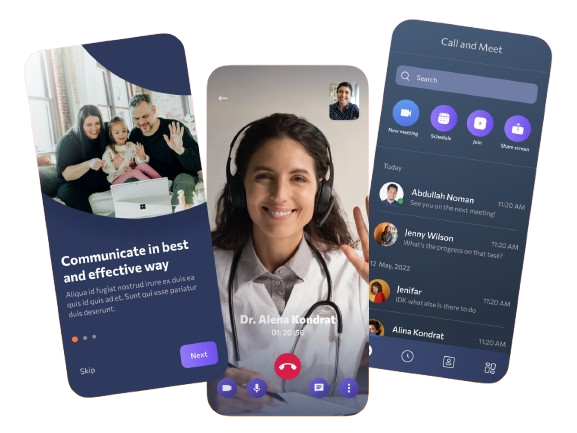 Communicate in best
and effective way
Aliqua id fugiat nostrud irure ex duis ea
quis id quis ad et. Sunt qui esse pariatur
duis deserunt.
Skip
Next
Dr. Alena Kondrat
01:20:56
Call and Meet
Search
New meeting
Schedule
Join
Share screen
Today
Abdullah Noman
11:20 AM
See you on the next meeting!
Jenny Wilson
11:20 AM
What's the progress on that task!
12 May, 2022
Jenifar
11:20 AM
IDK what else is there to do
Alina Kondrat
11:20 AM